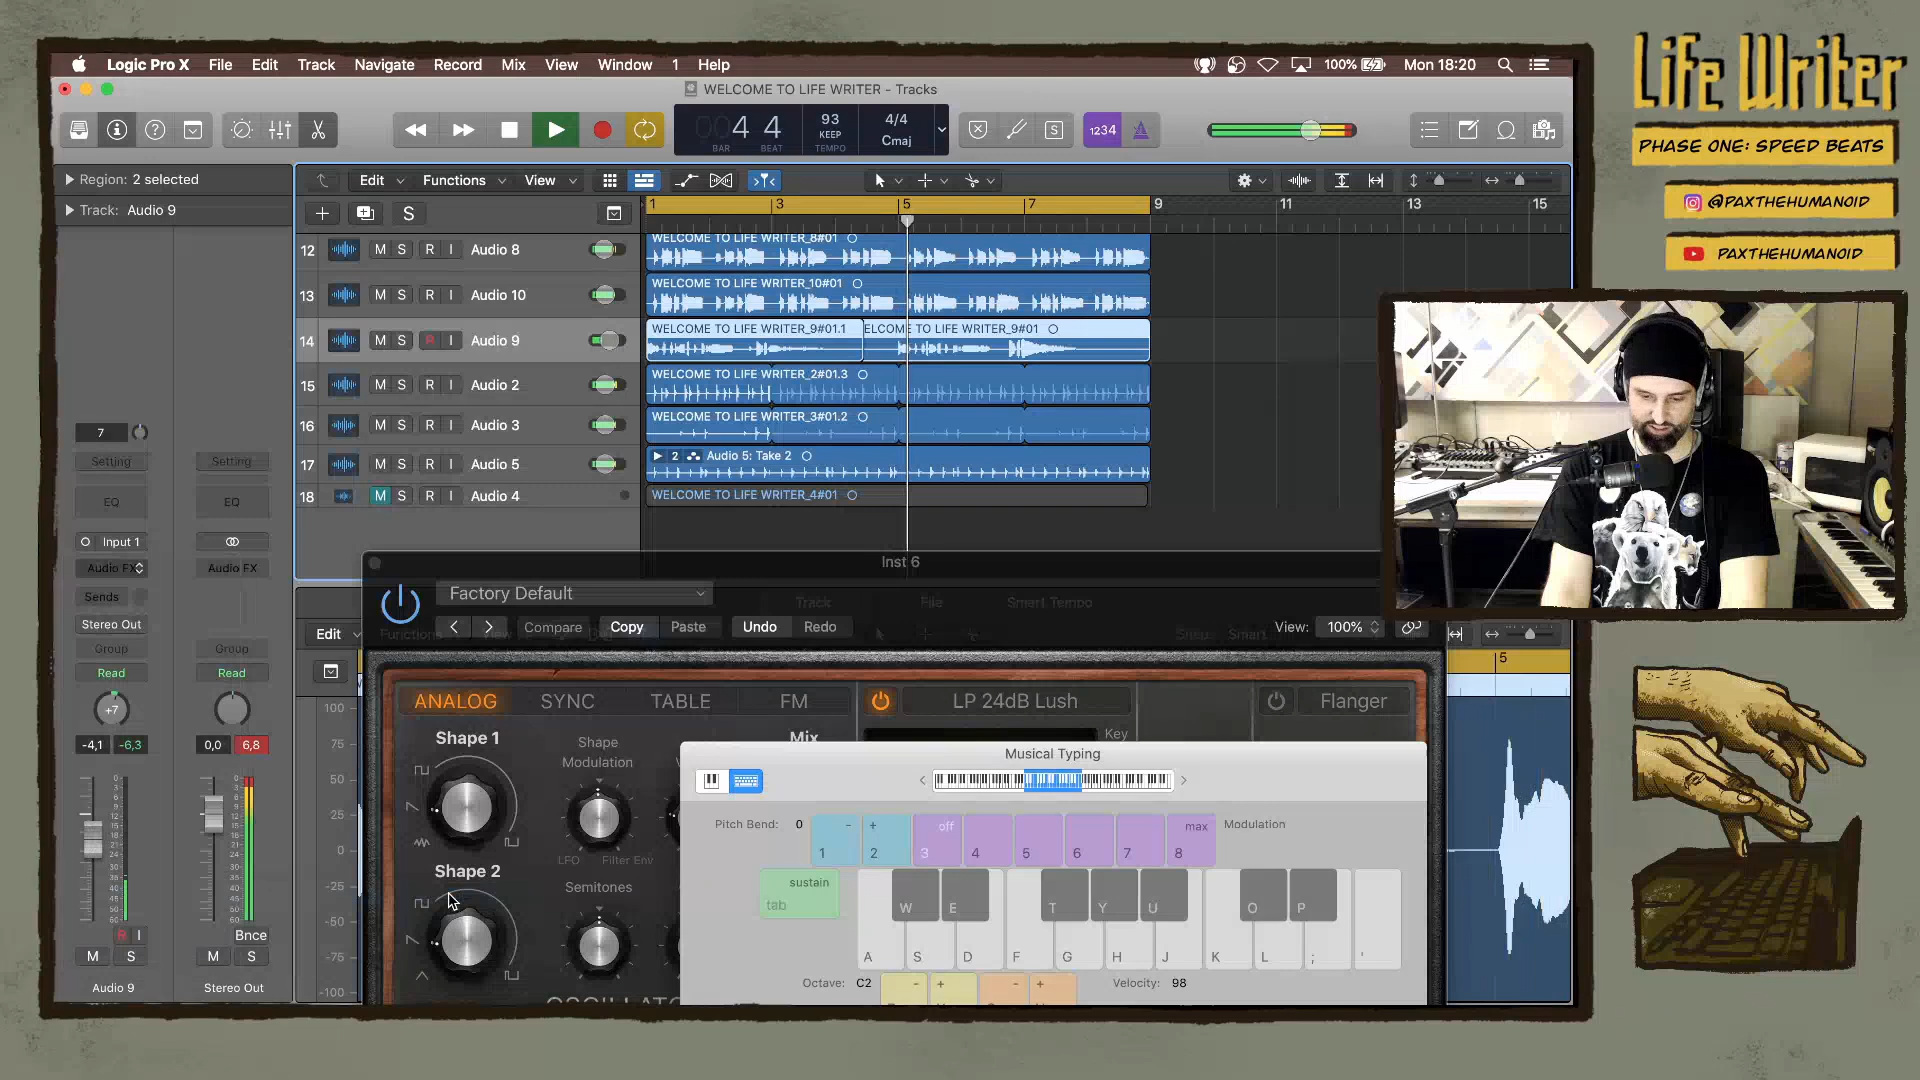 Logic Pro X File Edit Track Navigate Record Mix View Window 1 Help
100% Mon 18:20
WELCOME TO LIFE WRITER - Tracks
4 4
BAR BEAT
93
KEEP
TEMPO
4/4
Cmaj
1234
Region: 2 selected
Track: Audio 9
Edit Functions View
S
1 3 5 7 9 11 13 15
12 M S R I Audio 8
WELCOME TO LIFE WRITER_8#01
13 M S R I Audio 10
WELCOME TO LIFE WRITER_10#01
14 M S R I Audio 9
WELCOME TO LIFE WRITER_9#01.1
ELCOME TO LIFE WRITER_9#01
15 M S R I Audio 2
WELCOME TO LIFE WRITER_2#01.3
16 M S R I Audio 3
WELCOME TO LIFE WRITER_3#01.2
17 M S R I Audio 5
2 Audio 5: Take 2
18 M S R I Audio 4
WELCOME TO LIFE WRITER_4#01
7
Setting Setting
EQ EQ
Input 1
Audio FX Audio FX
Sends
Stereo Out
Group Group
Read Read
+7
-4,1 -6,3 0,0 6,8
R I Bnce
M S M S
Audio 9 Stereo Out
Inst 6
Factory Default
Track File Smart Tempo
Compare Copy Paste Undo Redo
View: 100%
Edit Functions
5
100
75
50
25
0
-25
-50
-75
-100
ANALOG SYNC TABLE FM
LP 24dB Lush
Flanger
Shape 1
Shape
Modulation
Mix
Key
LFO Filter Env
Shape 2
Semitones
Musical Typing
Pitch Bend: 0
- + off max
1 2 3 4 5 6 7 8
Modulation
sustain
tab
W E T Y U O P
A S D F G H J K L ; '
Octave: C2
- + - +
Velocity: 98
Life Writer
PHASE ONE: SPEED BEATS
@PAXTHEHUMANOID
PAXTHEHUMANOID